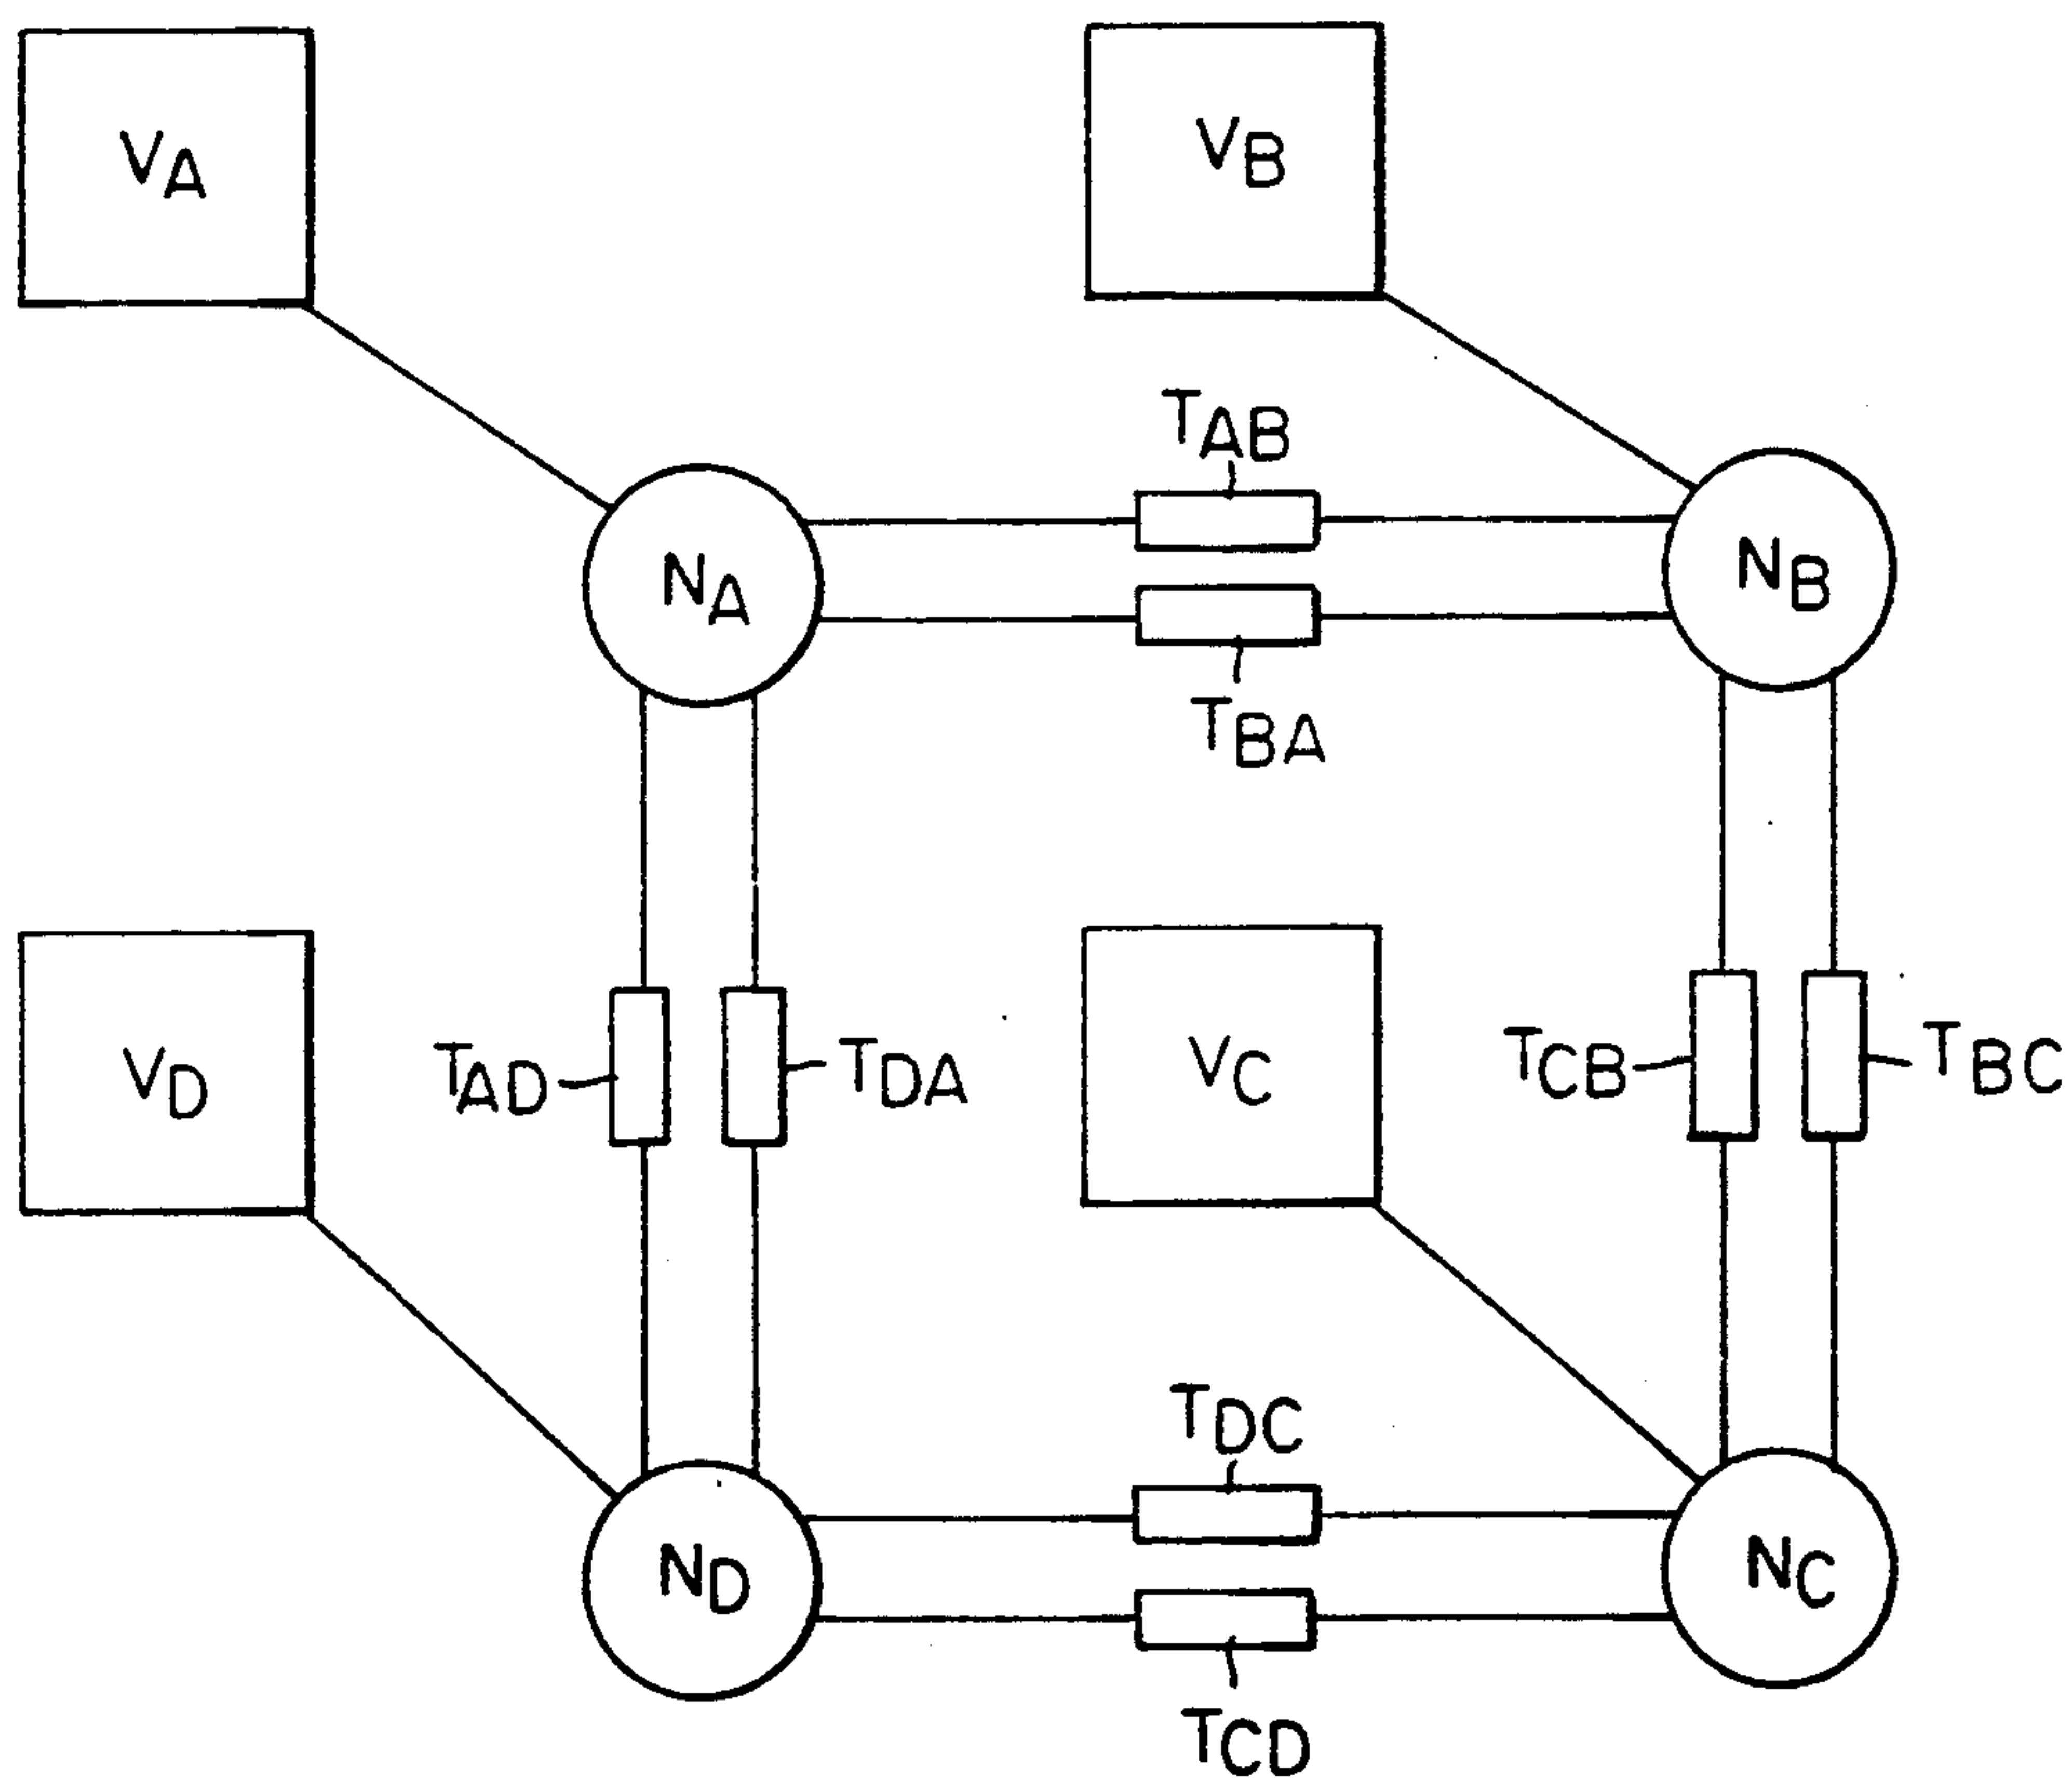 VA
VB
TAB
NA
NB
TBA
VD
TAD
TDA
VC
TCB
TBC
TDC
ND
NC
TCD